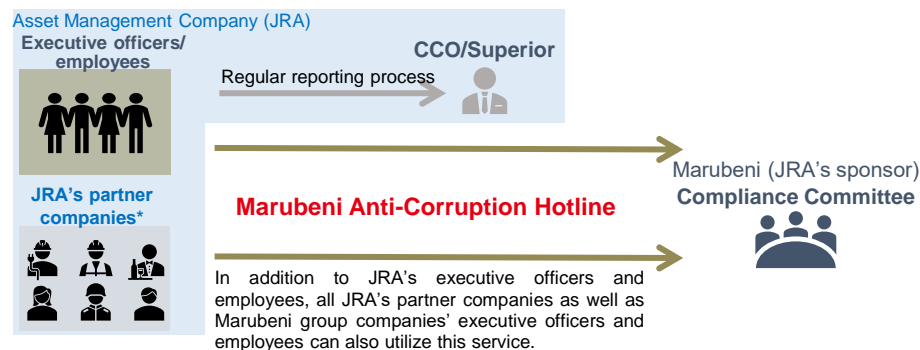 Asset Management Company (JRA)
Executive officers/
employees
CCO/Superior
Regular reporting process
Marubeni (JRA's sponsor)
Compliance Committee
JRA's partner
companies*
Marubeni Anti-Corruption Hotline
In addition to JRA's executive officers and
employees, all JRA's partner companies as well as
Marubeni group companies' executive officers and
employees can also utilize this service.